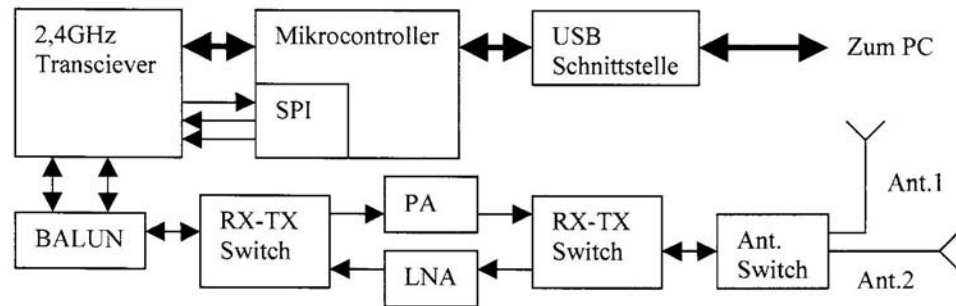 2,4GHz
Transciever
Mikrocontroller
SPI
USB
Schnittstelle
Zum PC
BALUN
RX-TX
Switch
PA
LNA
RX-TX
Switch
Ant.
Switch
Ant.1
Ant.2